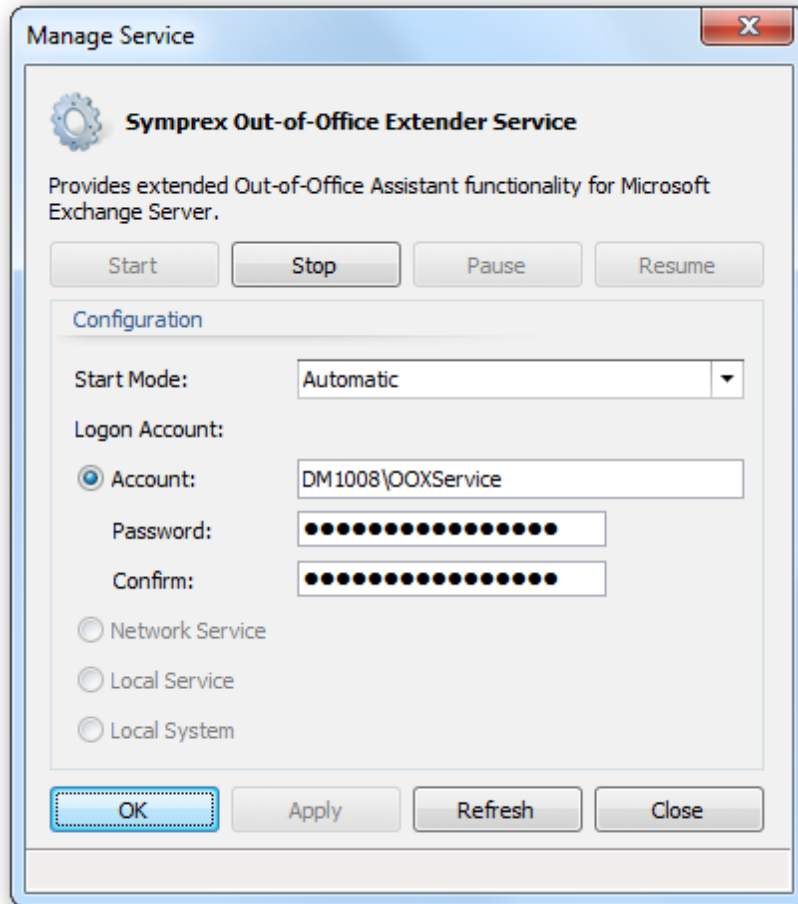 Manage Service
Symprex Out-of-Office Extender Service
Provides extended Out-of-Office Assistant functionality for Microsoft
Exchange Server.
Start Stop Pause Resume
Configuration
Start Mode: Automatic
Logon Account:
Account: DM1008\OOXService
Password: ●●●●●●●●●●●●●●●●
Confirm: ●●●●●●●●●●●●●●●●
Network Service
Local Service
Local System
OK Apply Refresh Close